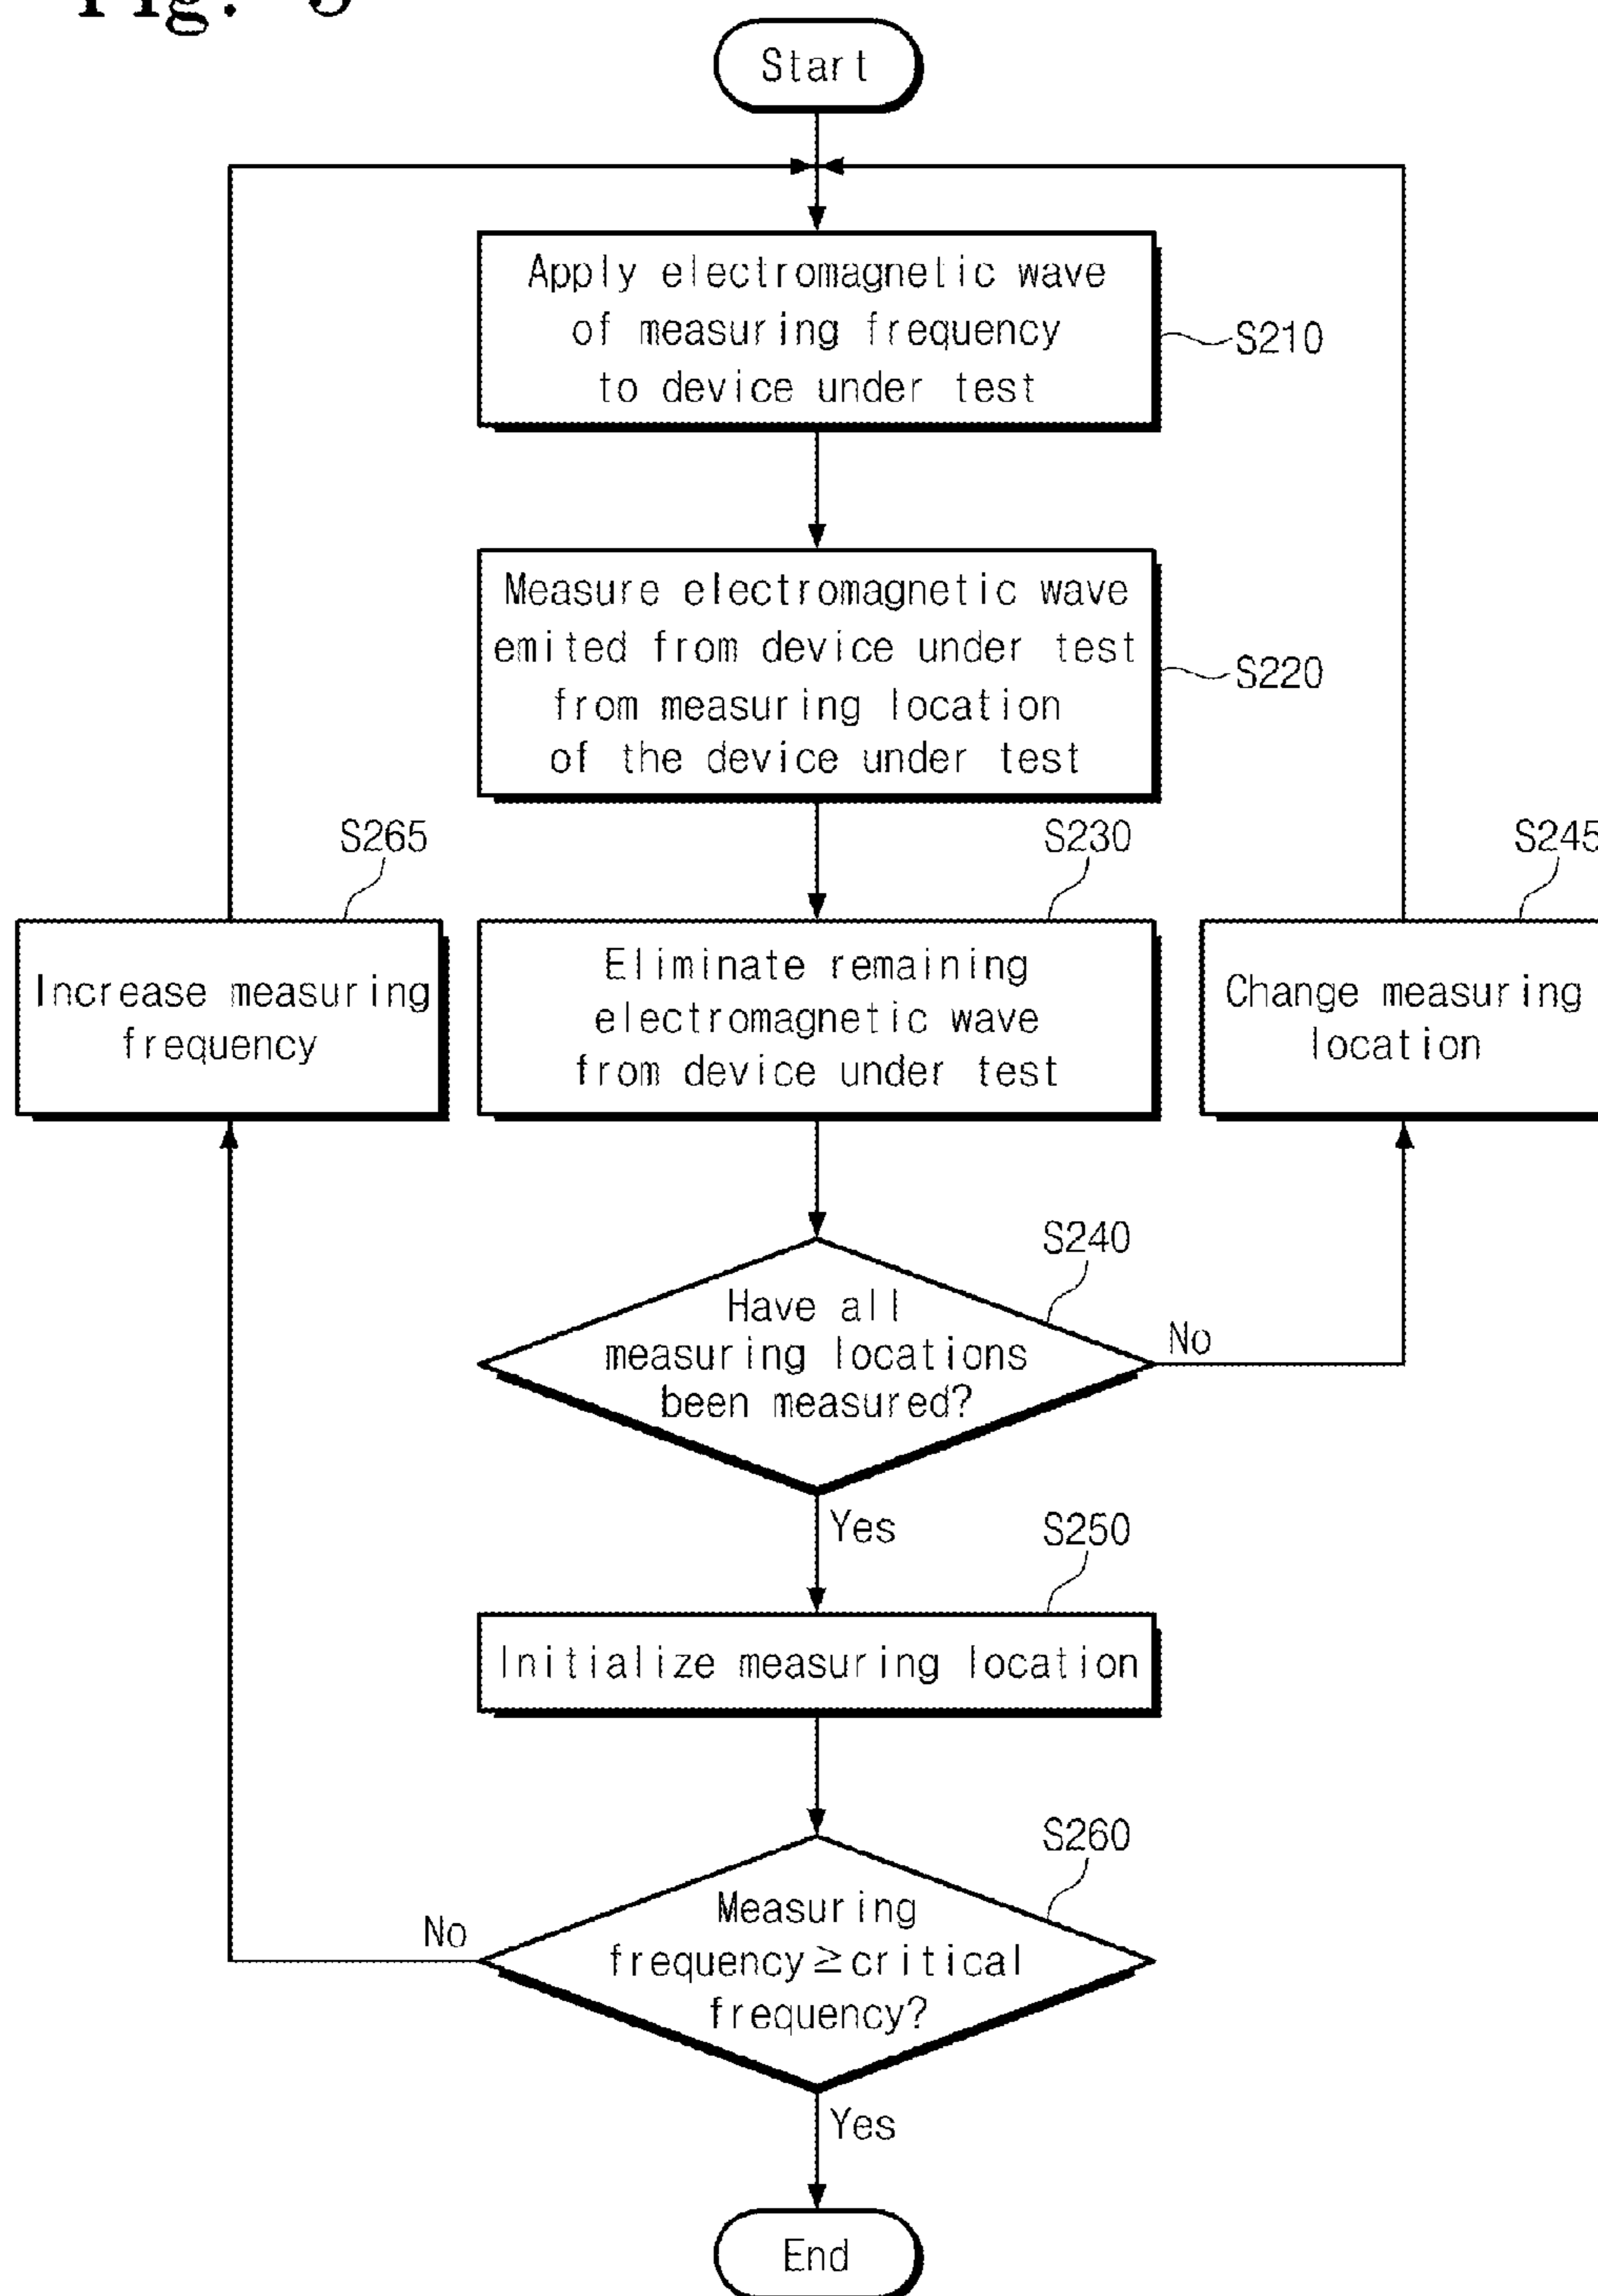 Fig.
Start
Apply electromagnetic wave
of measuring frequency
to device under test
S210
Measure electromagnetic wave
emited from device under test
from measuring location
of the device under test
S220
S265
S230
S245
Increase measuring
frequency
Eliminate remaining
electromagnetic wave
from device under test
Change measuring
location
S240
Have all
measuring locations
been measured?
No
Yes
S250
Initialize measuring location
S260
Measuring
frequency≥critical
frequency?
No
Yes
End